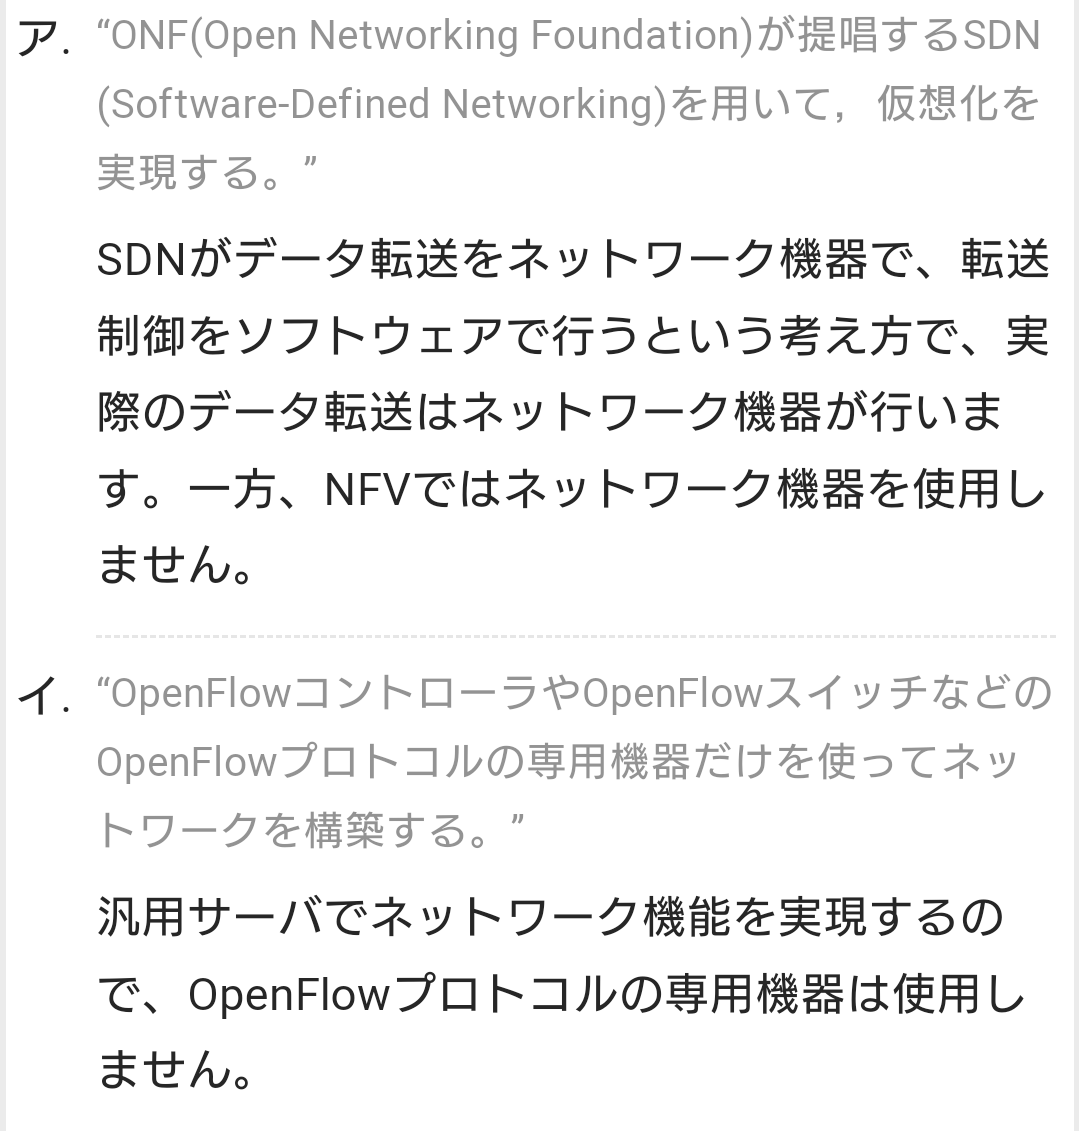 ア. “ONF(Open Networking Foundation)が提唱するSDN
(Software-Defined Networking)を用いて，仮想化を
実現する。”
SDNがデータ転送をネットワーク機器で、転送
制御をソフトウェアで行うという考え方で、実
際のデータ転送はネットワーク機器が行いま
す。一方、NFVではネットワーク機器を使用し
ません。
イ. “OpenFlowコントローラやOpenFlowスイッチなどの
OpenFlowプロトコルの専用機器だけを使ってネッ
トワークを構築する。”
汎用サーバでネットワーク機能を実現するの
で、OpenFlowプロトコルの専用機器は使用し
ません。